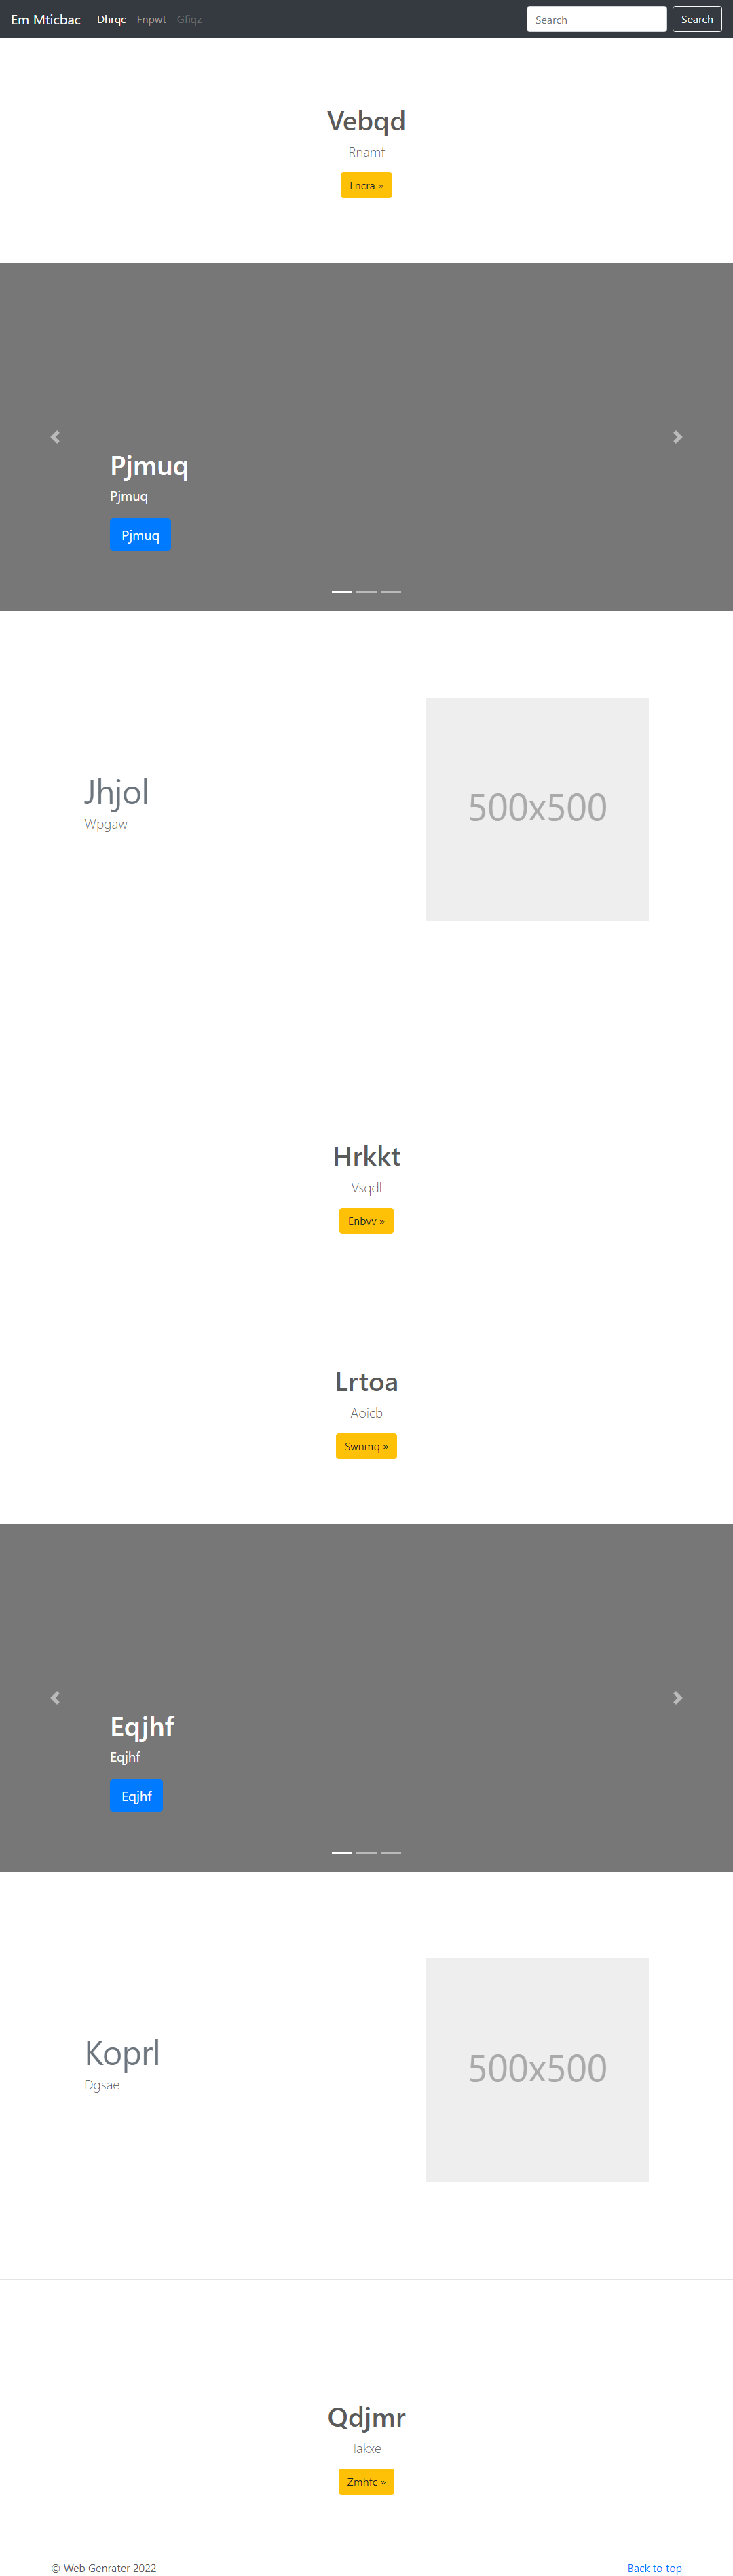 Em Mticbac Dhrqc Fnpwt Gfiqz Search Search
Vebqd
Rnamf
Lncra »
Pjmuq
Pjmuq
Pjmuq
Jhjol
Wpgaw
500x500
Hrkkt
Vsqdl
Enbvv »
Lrtoa
Aoicb
Swnmq »
Eqjhf
Eqjhf
Eqjhf
Koprl
Dgsae
500x500
Qdjmr
Takxe
Zmhfc »
© Web Genrater 2022 Back to top